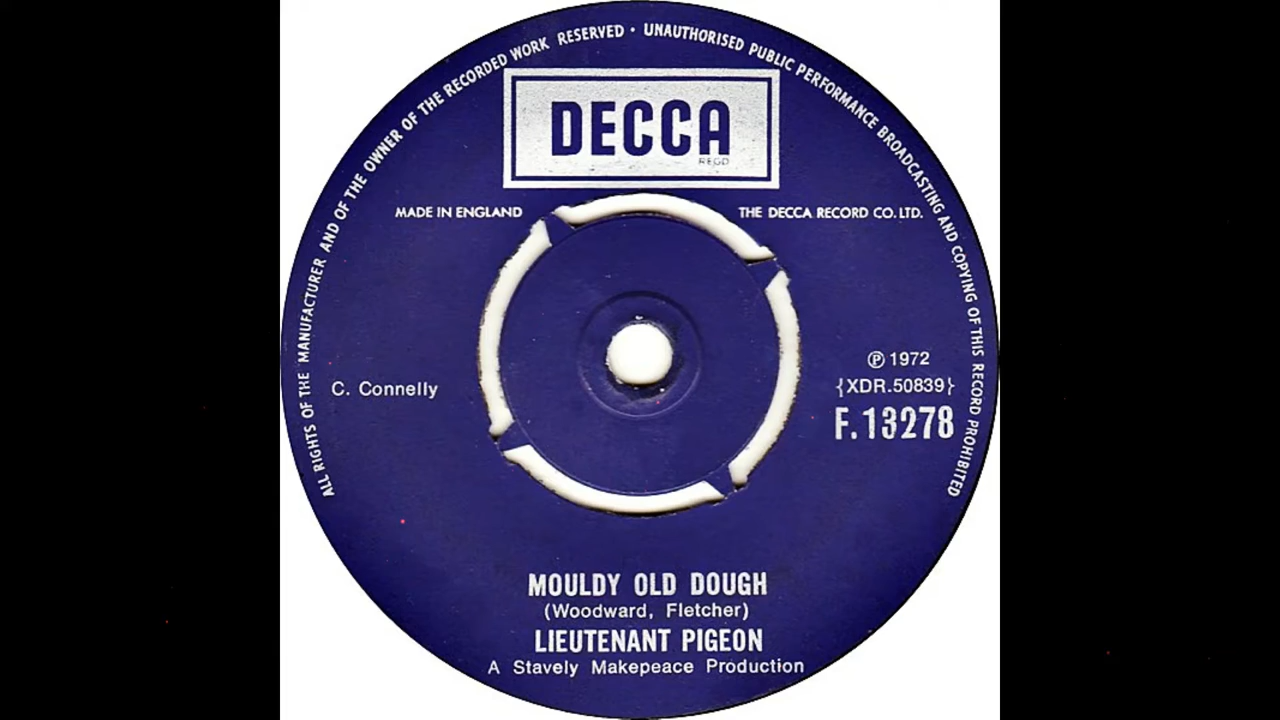 ALL RIGHTS OF THE MANUFACTURER AND OF THE OWNER OF THE RECORDED WORK RESERVED · UNAUTHORISED PUBLIC PERFORMANCE BROADCASTING AND COPYING OF THIS RECORD PROHIBITED
DECCA
REGD
MADE IN ENGLAND
THE DECCA RECORD CO. LTD.
℗ 1972
C. Connelly
{XDR.50839}
F.13278
MOULDY OLD DOUGH
(Woodward, Fletcher)
LIEUTENANT PIGEON
A Stavely Makepeace Production